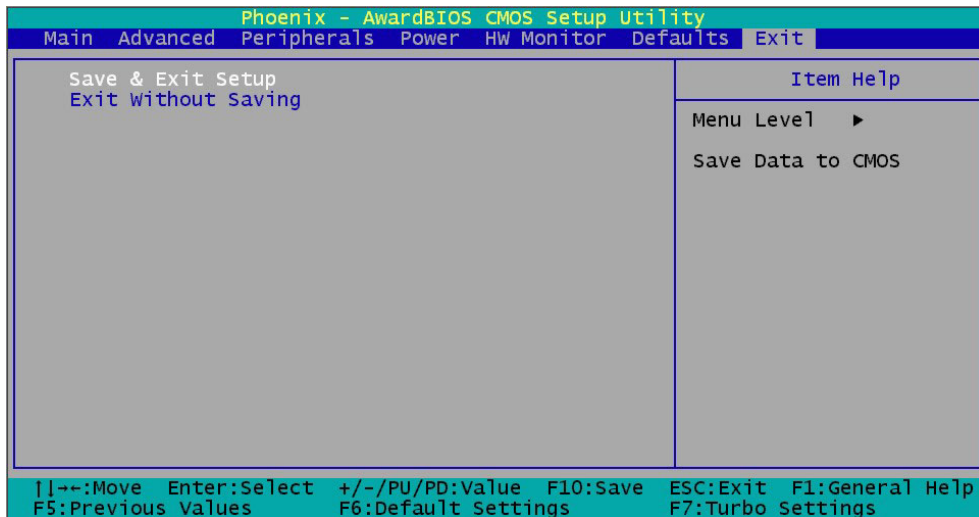 Phoenix - AwardBIOS CMOS Setup Utility
Main Advanced Peripherals Power HW Monitor Defaults Exit
Save & Exit Setup
Exit Without Saving
Item Help
Menu Level ►
Save Data to CMOS
↑↓→←:Move Enter:Select +/-/PU/PD:Value F10:Save ESC:Exit F1:General Help
F5:Previous Values F6:Default Settings F7:Turbo Settings